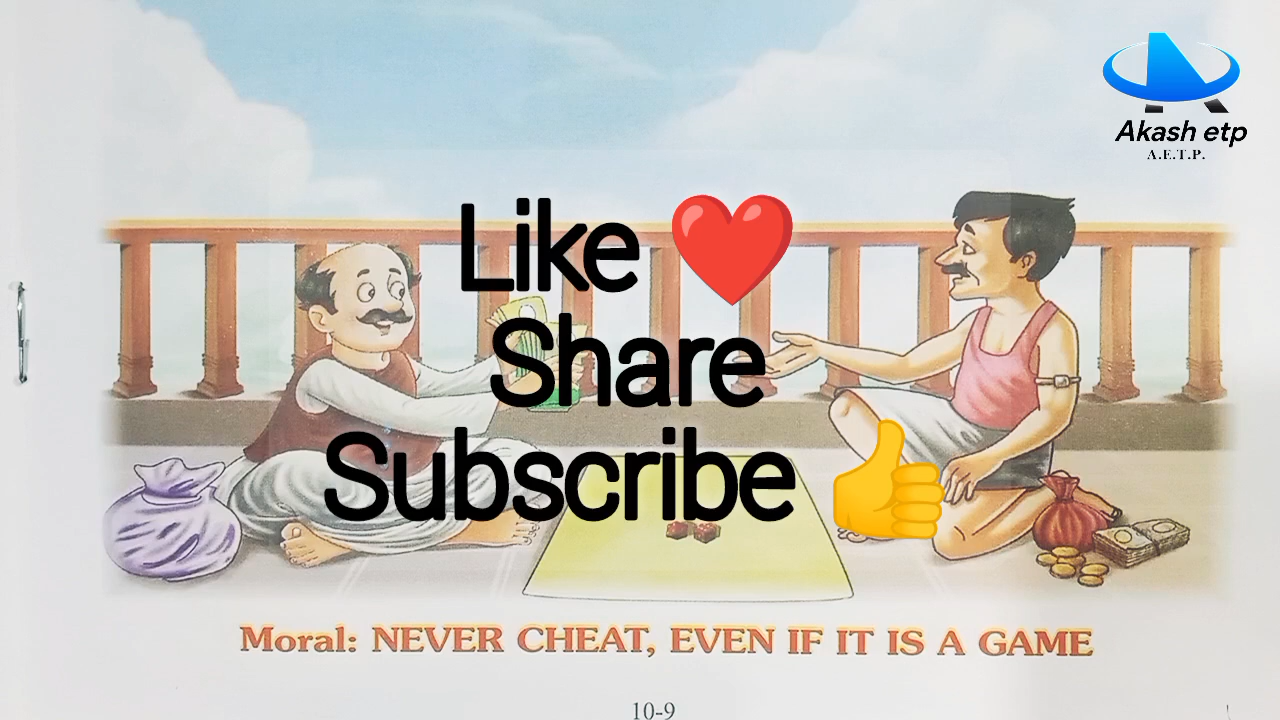 Akash etp
A.E.T.P.
Like ❤️
Share
Subscribe 👍
Moral: NEVER CHEAT, EVEN IF IT IS A GAME
10-9